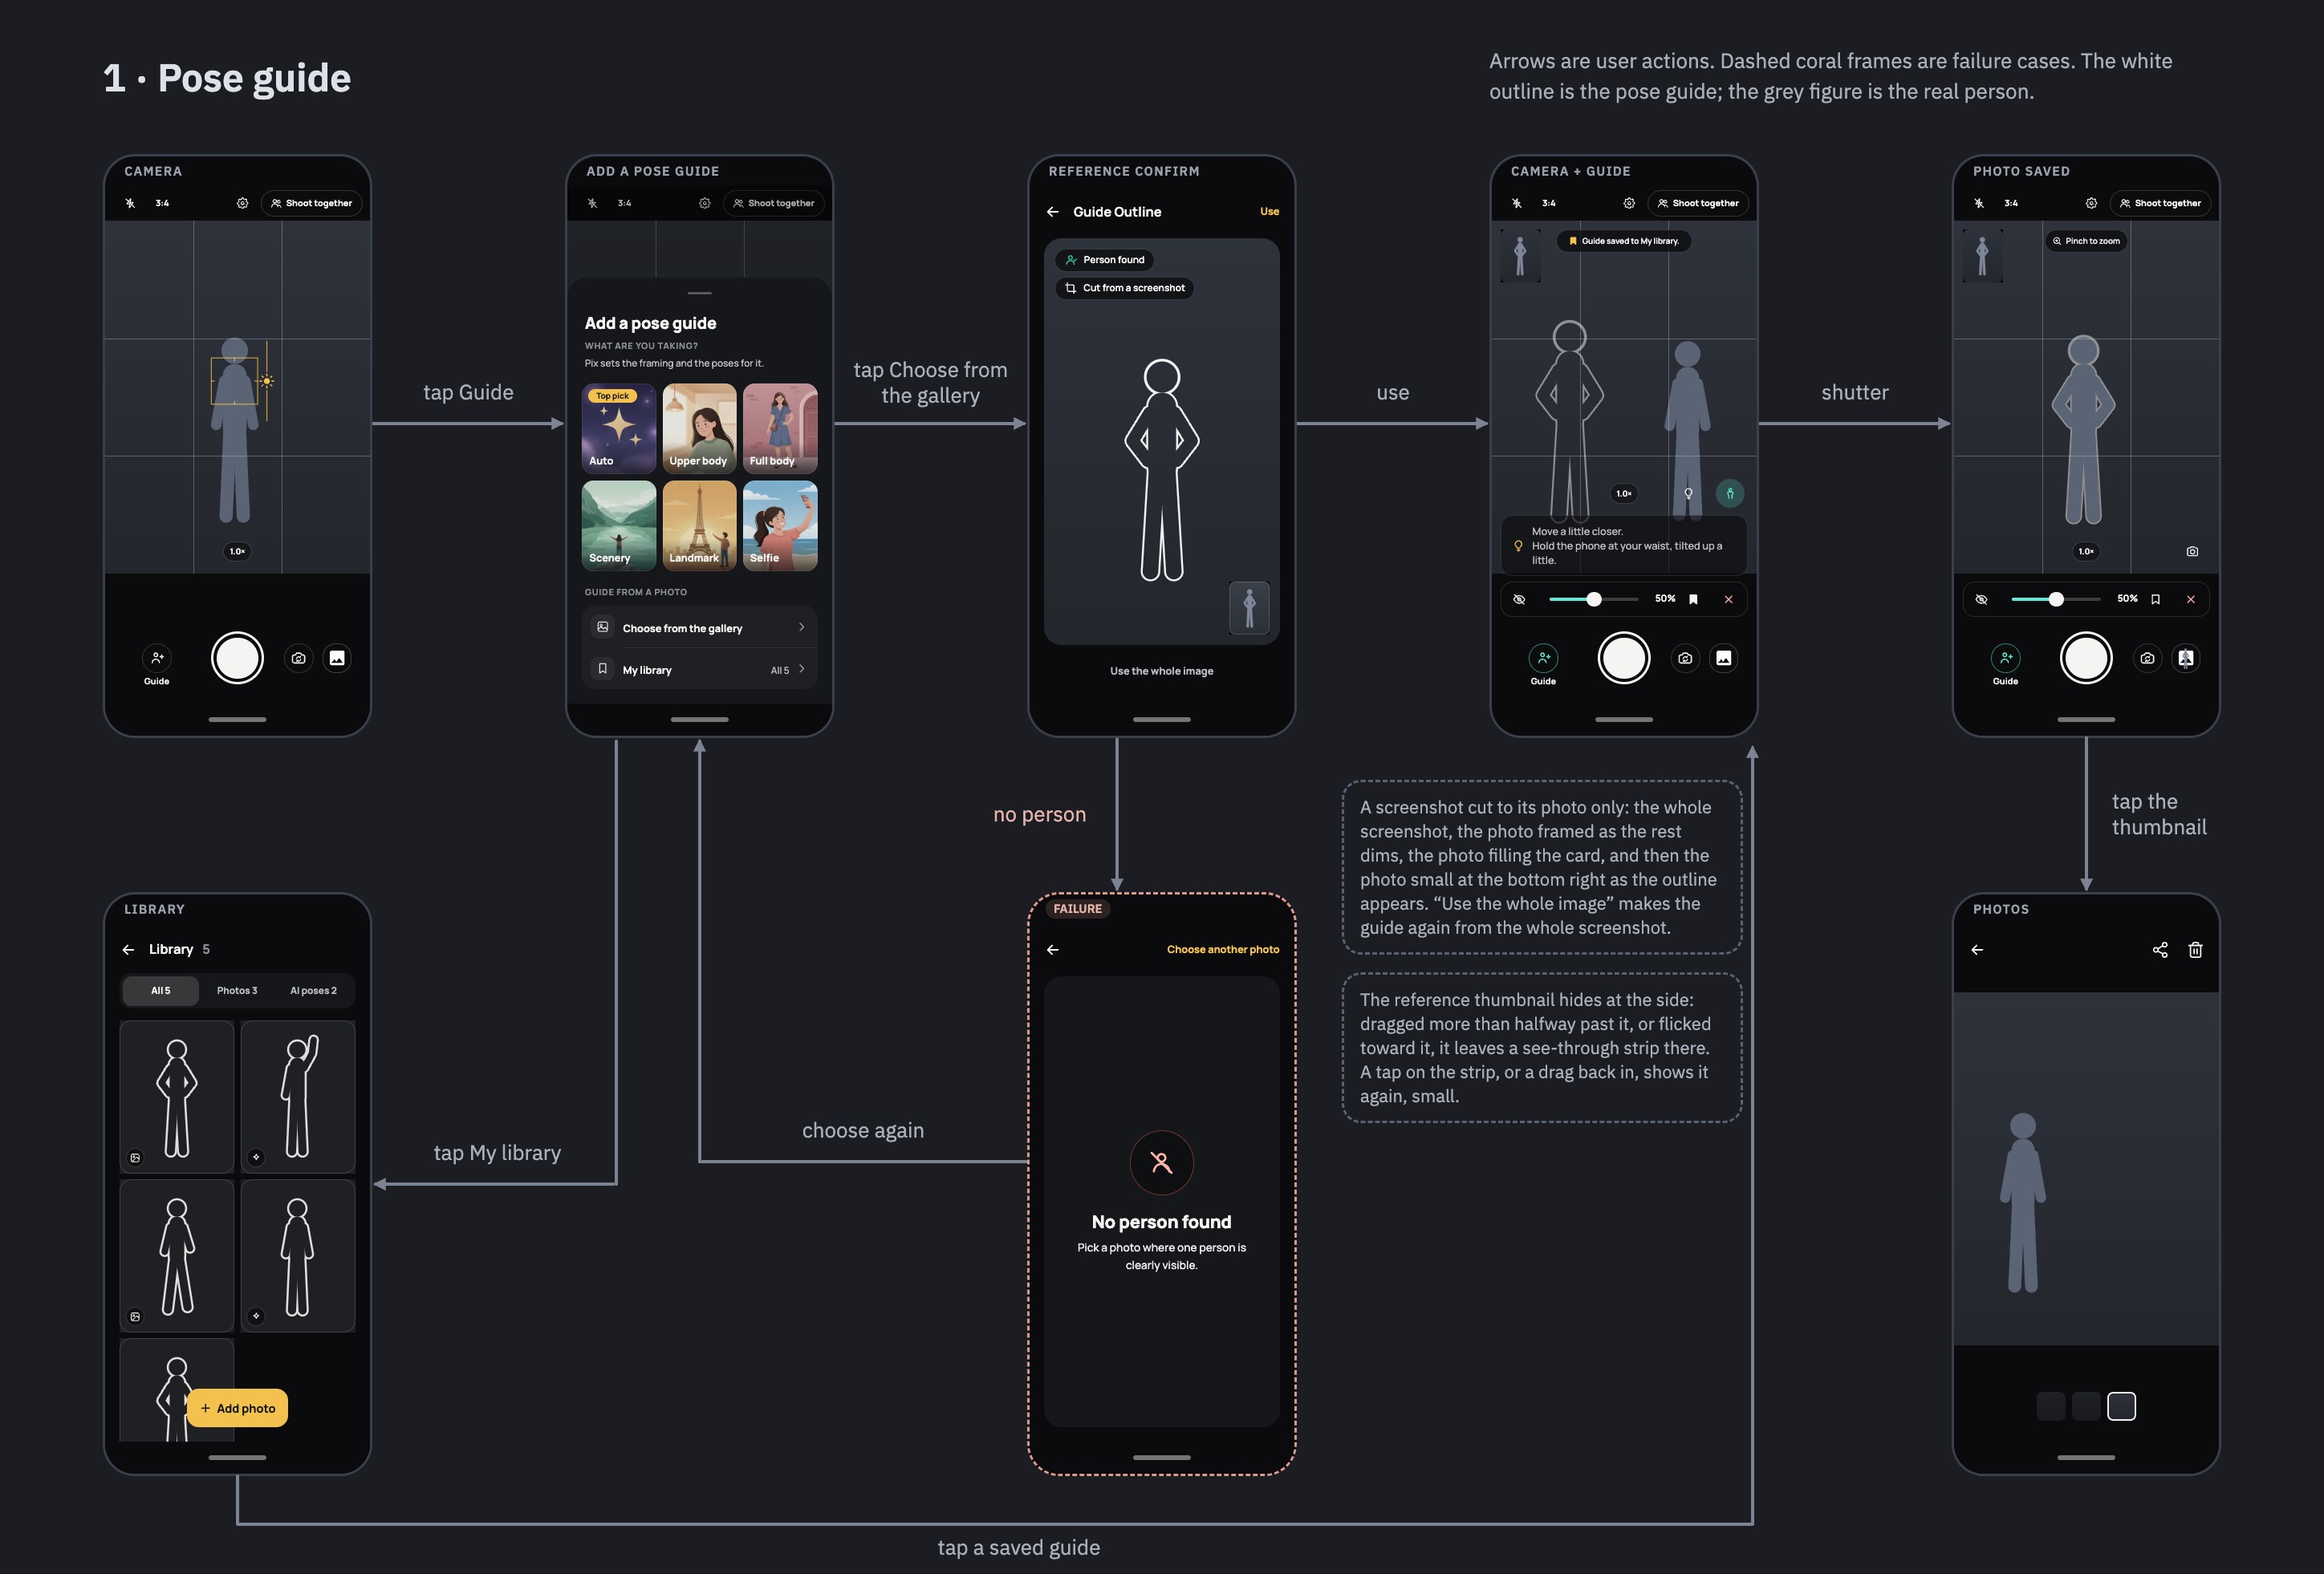 1 · Pose guide
Arrows are user actions. Dashed coral frames are failure cases. The white
outline is the pose guide; the grey figure is the real person.
CAMERA
3:4
Shoot together
1.0×
Guide
tap Guide
ADD A POSE GUIDE
3:4
Shoot together
Add a pose guide
WHAT ARE YOU TAKING?
Pix sets the framing and the poses for it.
Top pick
Auto
Upper body
Full body
Scenery
Landmark
Selfie
GUIDE FROM A PHOTO
Choose from the gallery
My library
All 5
tap Choose from
the gallery
REFERENCE CONFIRM
Guide Outline
Use
Person found
Cut from a screenshot
Use the whole image
use
CAMERA + GUIDE
3:4
Shoot together
Guide saved to My library.
1.0×
Move a little closer.
Hold the phone at your waist, tilted up a
little.
50%
Guide
shutter
PHOTO SAVED
3:4
Shoot together
Pinch to zoom
1.0×
50%
Guide
no person
tap the
thumbnail
A screenshot cut to its photo only: the whole
screenshot, the photo framed as the rest
dims, the photo filling the card, and then the
photo small at the bottom right as the outline
appears. “Use the whole image” makes the
guide again from the whole screenshot.
The reference thumbnail hides at the side:
dragged more than halfway past it, or flicked
toward it, it leaves a see-through strip there.
A tap on the strip, or a drag back in, shows it
again, small.
LIBRARY
Library 5
All 5
Photos 3
AI poses 2
+ Add photo
tap My library
choose again
FAILURE
Choose another photo
No person found
Pick a photo where one person is
clearly visible.
PHOTOS
tap a saved guide